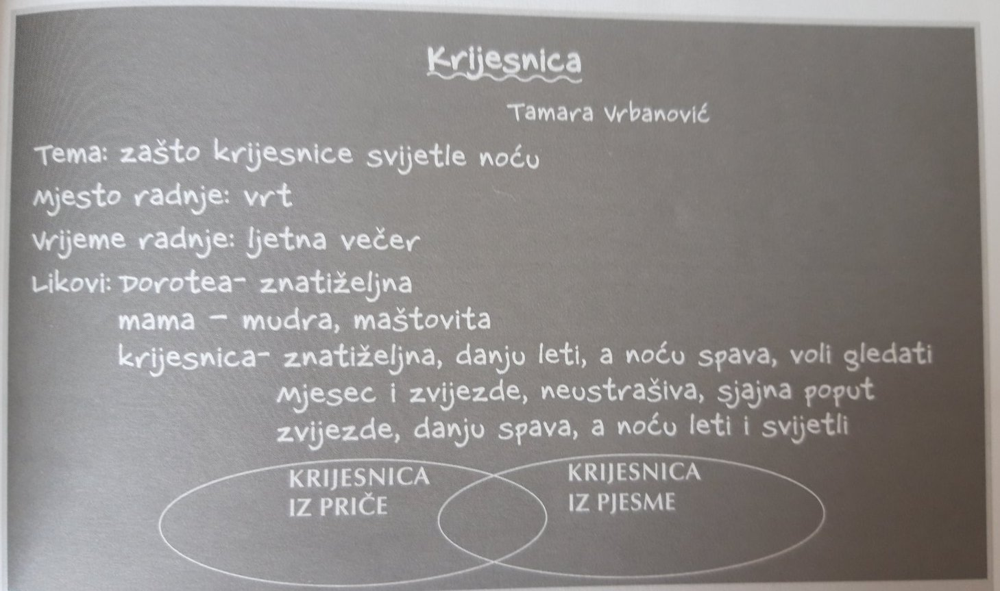 Krijesnica
Tamara Vrbanović
Tema: zašto krijesnice svijetle noću
Mjesto radnje: vrt
Vrijeme radnje: ljetna večer
Likovi: Dorotea- znatiželjna
mama - mudra, maštovita
krijesnica- znatiželjna, danju leti, a noću spava, voli gledati
Mjesec i zvijezde, neustrašiva, sjajna poput
zvijezde, danju spava, a noću leti i svijetli
KRIJESNICA
IZ PRIČE
KRIJESNICA
IZ PJESME